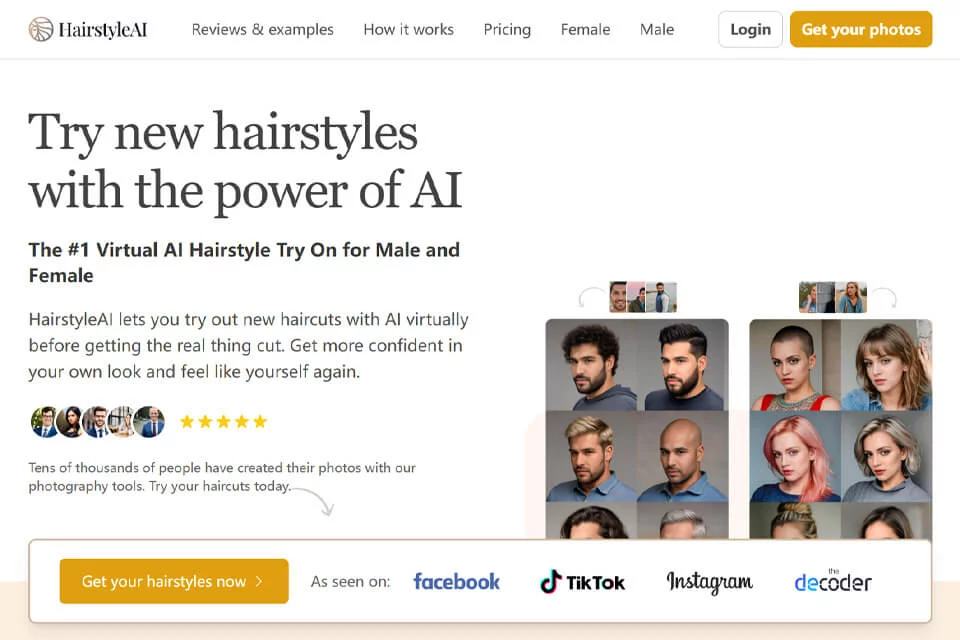 HairstyleAI
Reviews & examples
How it works
Pricing
Female
Male
Login
Get your photos
Try new hairstyles
with the power of AI
The #1 Virtual AI Hairstyle Try On for Male and
Female
HairstyleAI lets you try out new haircuts with AI virtually
before getting the real thing cut. Get more confident in
your own look and feel like yourself again.
Tens of thousands of people have created their photos with our
photography tools. Try your haircuts today.
Get your hairstyles now
As seen on:
facebook
TikTok
Instagram
the
decoder